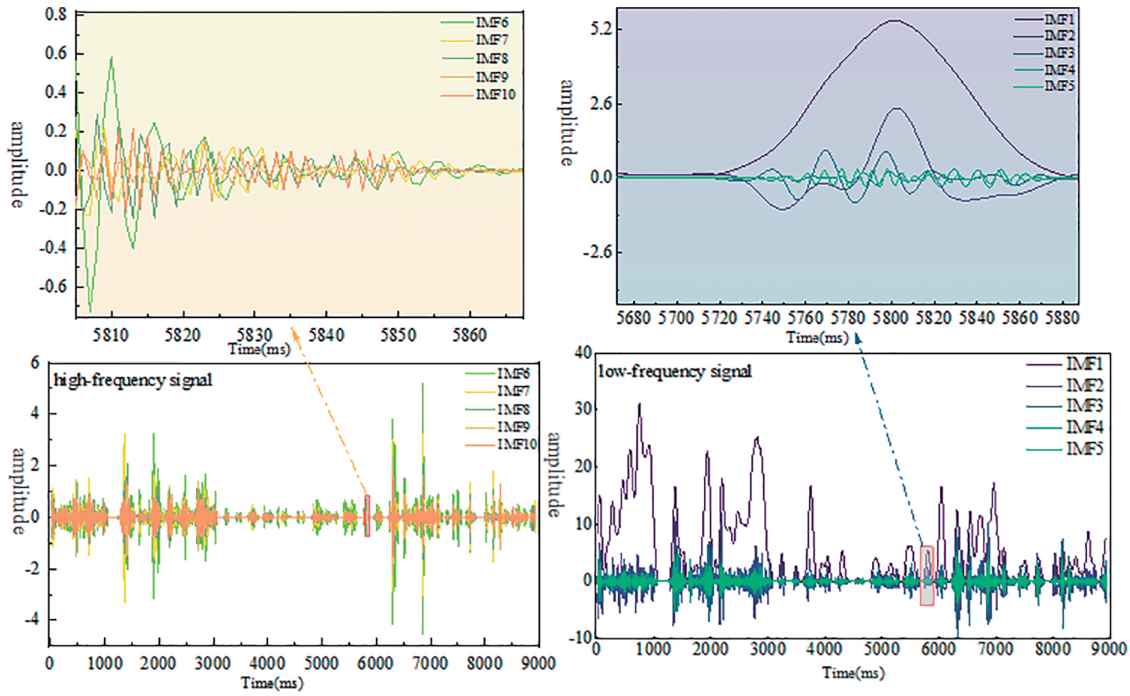 0.8
0.6
0.4
0.2
0.0
-0.2
-0.4
-0.6
amplitude
IMF6
IMF7
IMF8
IMF9
IMF10
5810 5820 5830 5840 5850 5860
Time(ms)
5.2
2.6
0.0
-2.6
amplitude
IMF1
IMF2
IMF3
IMF4
IMF5
5680 5700 5720 5740 5760 5780 5800 5820 5840 5860 5880
Time(ms)
6
4
2
0
-2
-4
amplitude
high-frequency signal
IMF6
IMF7
IMF8
IMF9
IMF10
0 1000 2000 3000 4000 5000 6000 7000 8000 9000
Time(ms)
40
30
20
10
0
-10
amplitude
low-frequency signal
IMF1
IMF2
IMF3
IMF4
IMF5
0 1000 2000 3000 4000 5000 6000 7000 8000 9000
Time(ms)